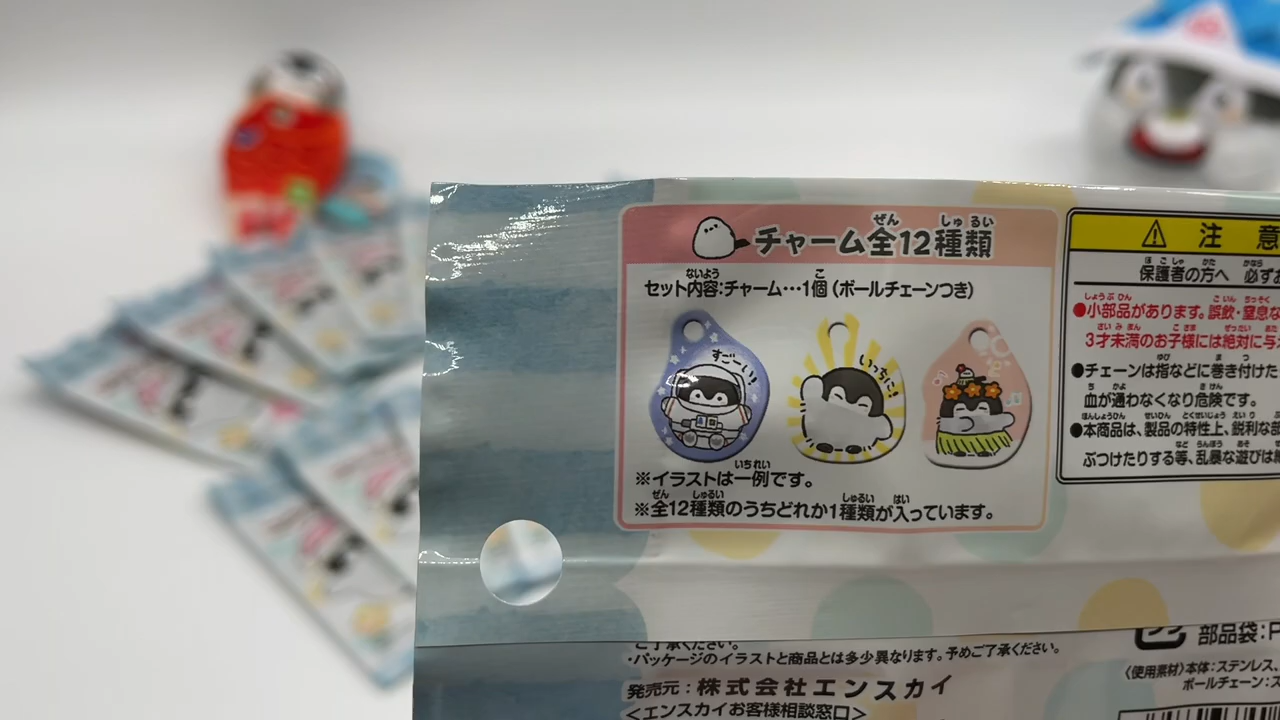 チャーム全12種類
セット内容:チャーム…1個(ボールチェーンつき)
すごーい!!
いっちに!
※イラストは一例です。
※全12種類のうちどれか1種類が入っています。
⚠ 注 意
保護者の方へ 必ず
●小部品があります。誤飲・窒息
3才未満のお子様には絶対に与
●チェーンは指などに巻き付けた
血が通わなくなり危険です。
●本商品は、製品の特性上、鋭利な
ぶつけたりする等、乱暴な遊びは
ご了承ください。
・パッケージのイラストと商品とは多少異なります。予めご了承ください。
発売元:株式会社エンスカイ
<エンスカイお客様相談窓口>
部品袋:P
〈使用素材〉本体:ステンレス、
ボールチェーン:ス